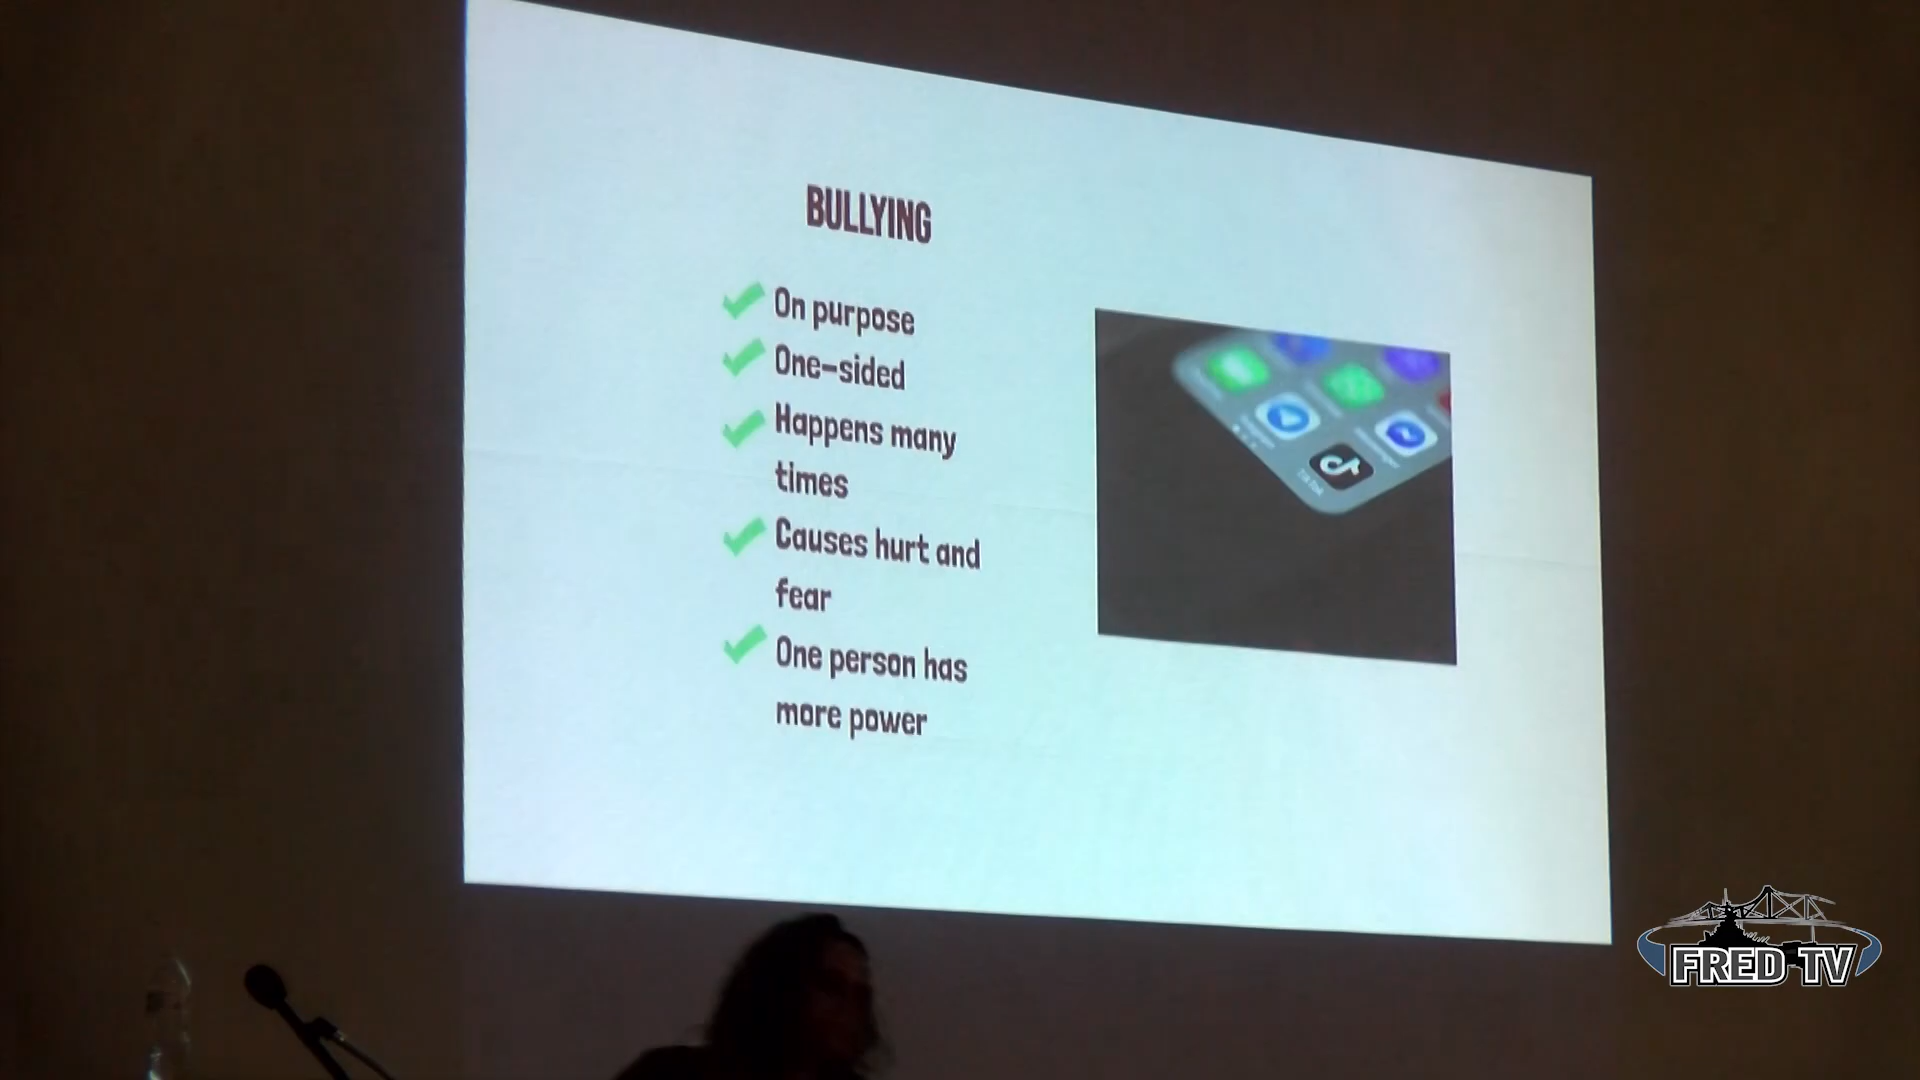 BULLYING
On purpose
One-sided
Happens many
times
Causes hurt and
fear
One person has
more power
TikTok
FRED TV